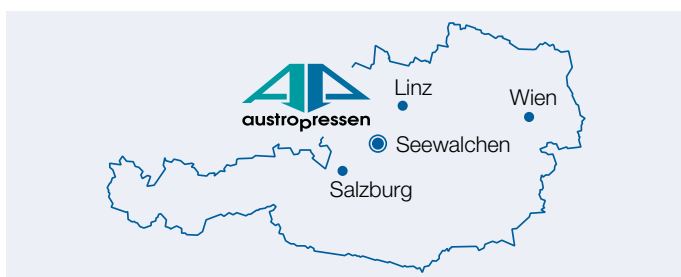 Linz
Wien
austropressen
Seewalchen
Salzburg